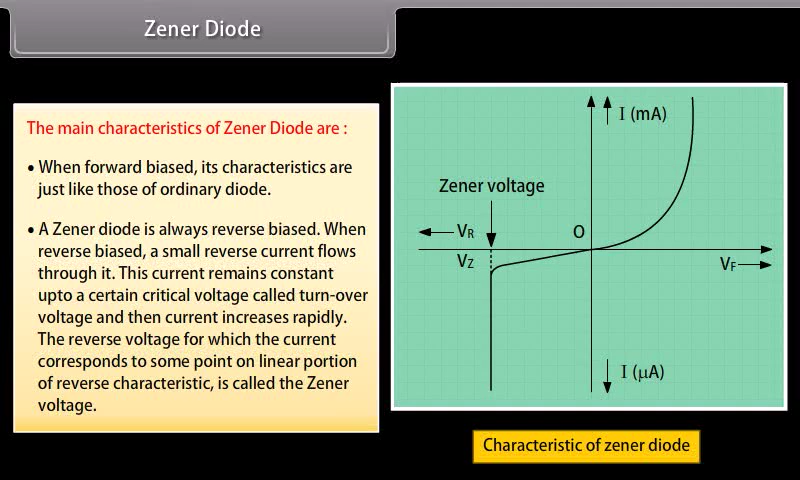 Zener Diode
The main characteristics of Zener Diode are :
• When forward biased, its characteristics are
just like those of ordinary diode.
• A Zener diode is always reverse biased. When
reverse biased, a small reverse current flows
through it. This current remains constant
upto a certain critical voltage called turn-over
voltage and then current increases rapidly.
The reverse voltage for which the current
corresponds to some point on linear portion
of reverse characteristic, is called the Zener
voltage.
I (mA)
Zener voltage
VR
O
VZ
VF
I (μA)
Characteristic of zener diode